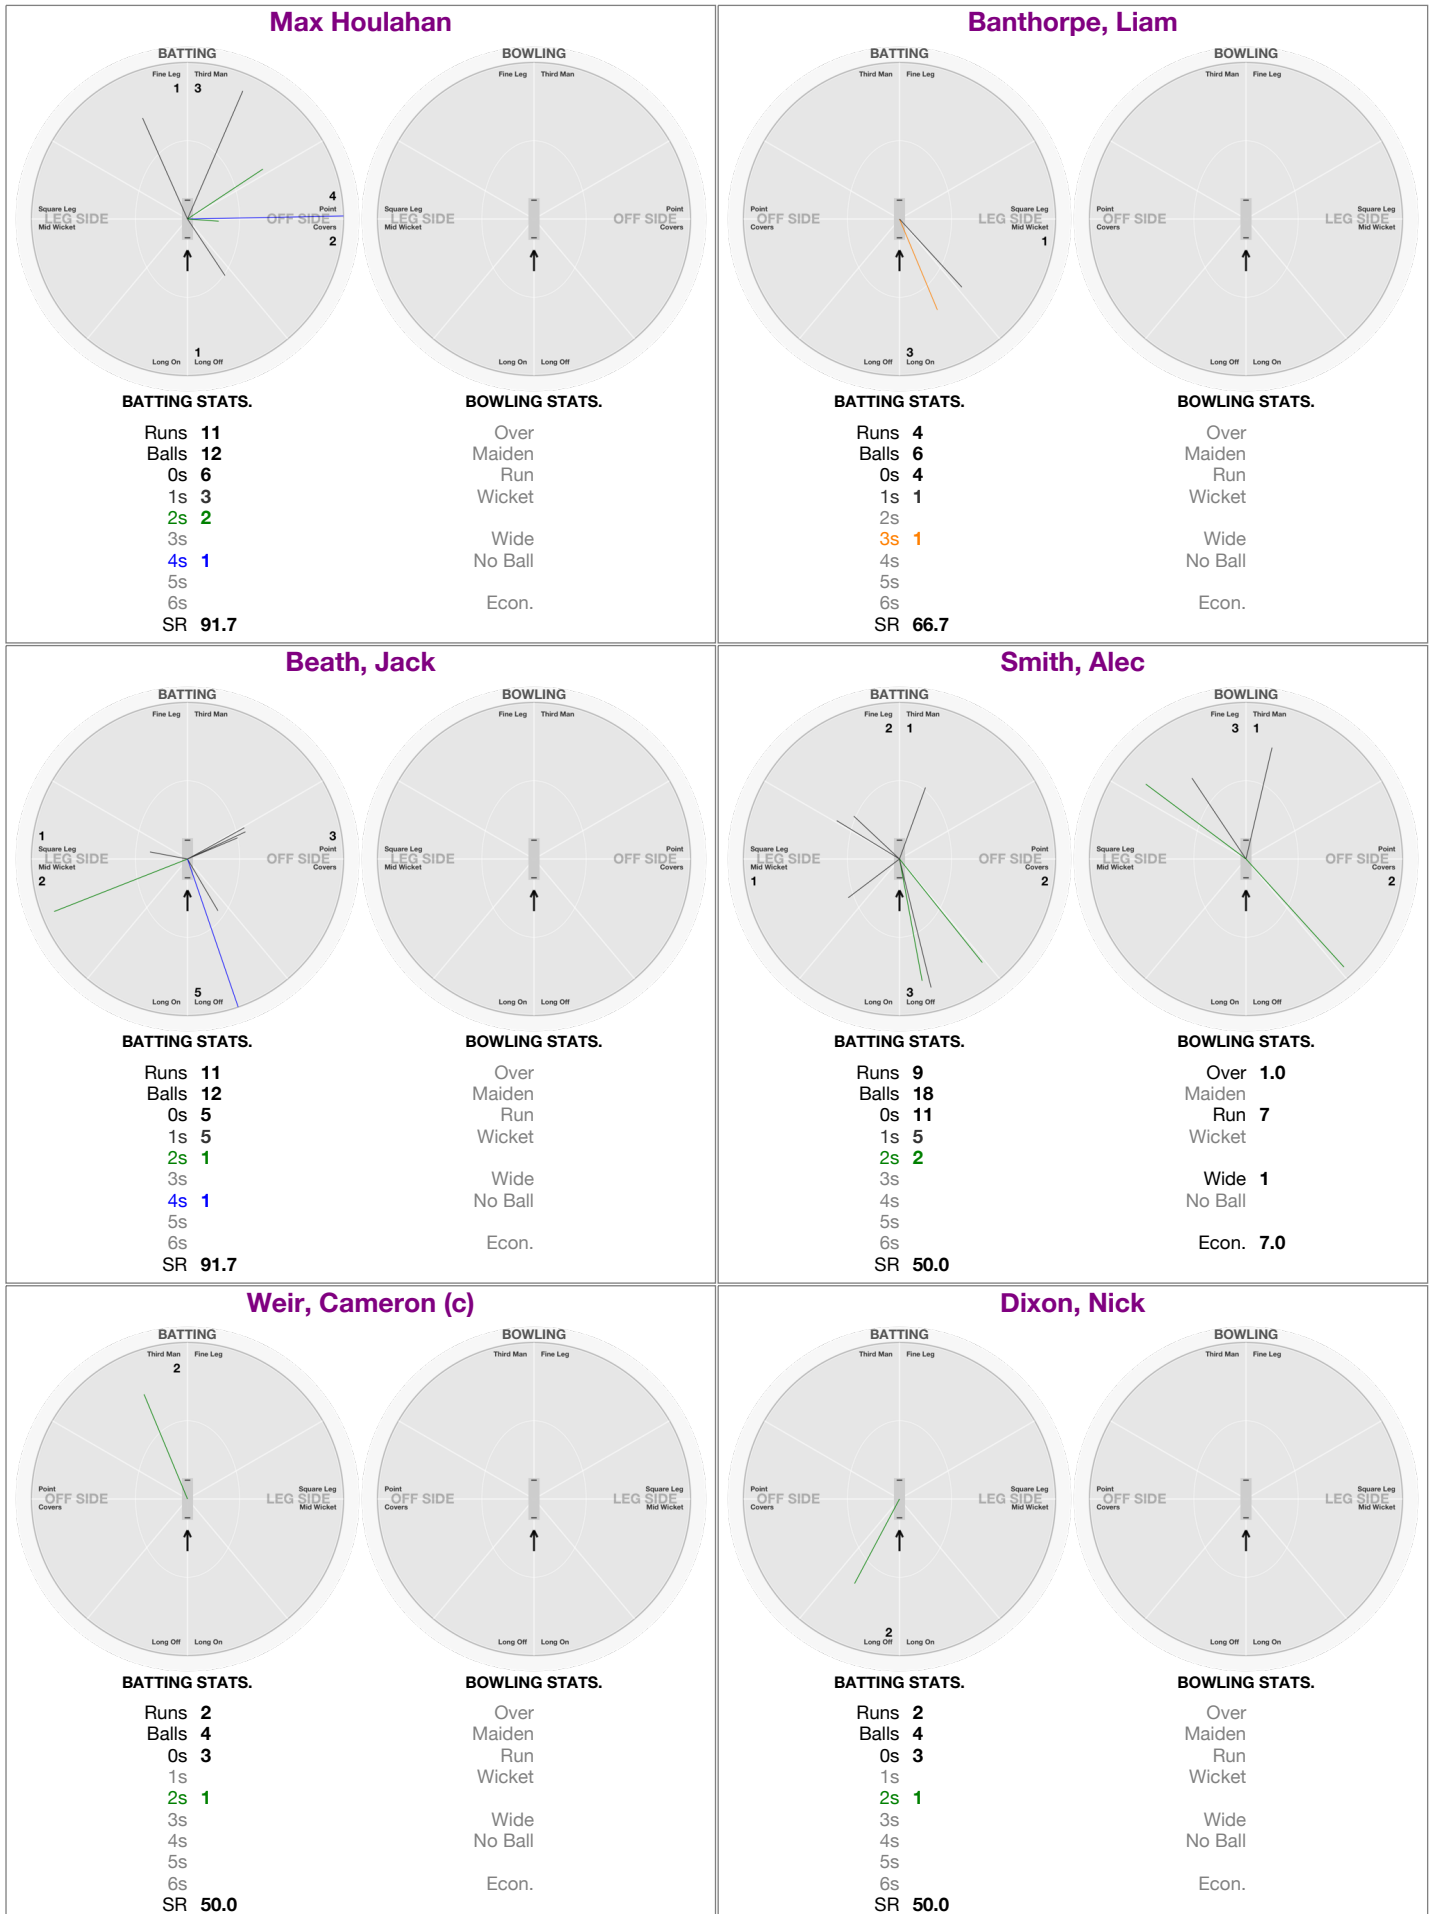 Max Houlahan
BATTING
BOWLING
Fine Leg Third Man
1 3
Fine Leg Third Man
4
Square Leg Point
LEG SIDE OFF SIDE
Mid Wicket Covers
2
Square Leg Point
LEG SIDE OFF SIDE
Mid Wicket Covers
1
Long On Long Off
Long On Long Off
BATTING STATS.
BOWLING STATS.
Runs 11
Over
Balls 12
Maiden
0s 6
Run
1s 3
Wicket
2s 2
3s
Wide
4s 1
No Ball
5s
6s
Econ.
SR 91.7
Banthorpe, Liam
BATTING
BOWLING
Third Man Fine Leg
Third Man Fine Leg
Point Square Leg
OFF SIDE LEG SIDE
Covers Mid Wicket
1
Point Square Leg
OFF SIDE LEG SIDE
Covers Mid Wicket
3
Long Off Long On
Long Off Long On
BATTING STATS.
BOWLING STATS.
Runs 4
Over
Balls 6
Maiden
0s 4
Run
1s 1
Wicket
2s
3s 1
Wide
4s
No Ball
5s
6s
Econ.
SR 66.7
Beath, Jack
BATTING
BOWLING
Fine Leg Third Man
Fine Leg Third Man
1 3
Square Leg Point
LEG SIDE OFF SIDE
Mid Wicket Covers
2
Square Leg Point
LEG SIDE OFF SIDE
Mid Wicket Covers
5
Long On Long Off
Long On Long Off
BATTING STATS.
BOWLING STATS.
Runs 11
Over
Balls 12
Maiden
0s 5
Run
1s 5
Wicket
2s 1
3s
Wide
4s 1
No Ball
5s
6s
Econ.
SR 91.7
Smith, Alec
BATTING
BOWLING
Fine Leg Third Man
2 1
Fine Leg Third Man
3 1
Square Leg Point
LEG SIDE OFF SIDE
Mid Wicket Covers
1 2
Square Leg Point
LEG SIDE OFF SIDE
Mid Wicket Covers
2
3
Long On Long Off
Long On Long Off
BATTING STATS.
BOWLING STATS.
Runs 9
Over 1.0
Balls 18
Maiden
0s 11
Run 7
1s 5
Wicket
2s 2
3s
Wide 1
4s
No Ball
5s
6s
Econ. 7.0
SR 50.0
Weir, Cameron (c)
BATTING
BOWLING
Third Man Fine Leg
2
Third Man Fine Leg
Point Square Leg
OFF SIDE LEG SIDE
Covers Mid Wicket
Point Square Leg
OFF SIDE LEG SIDE
Covers Mid Wicket
Long Off Long On
Long Off Long On
BATTING STATS.
BOWLING STATS.
Runs 2
Over
Balls 4
Maiden
0s 3
Run
1s
Wicket
2s 1
3s
Wide
4s
No Ball
5s
6s
Econ.
SR 50.0
Dixon, Nick
BATTING
BOWLING
Third Man Fine Leg
Third Man Fine Leg
Point Square Leg
OFF SIDE LEG SIDE
Covers Mid Wicket
Point Square Leg
OFF SIDE LEG SIDE
Covers Mid Wicket
2
Long Off Long On
Long Off Long On
BATTING STATS.
BOWLING STATS.
Runs 2
Over
Balls 4
Maiden
0s 3
Run
1s
Wicket
2s 1
3s
Wide
4s
No Ball
5s
6s
Econ.
SR 50.0